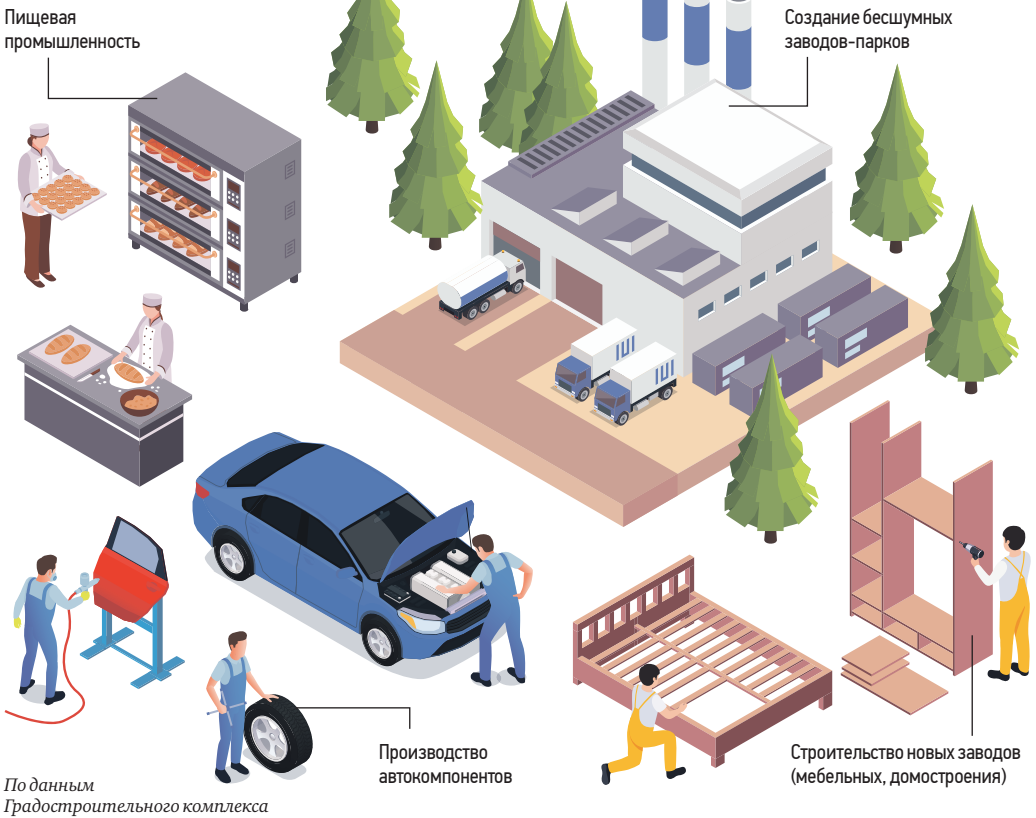 Пищевая
промышленность
Создание бесшумных
заводов-парков
Производство
автокомпонентов
Строительство новых заводов
(мебельных, домостроения)
По данным
Градостроительного комплекса